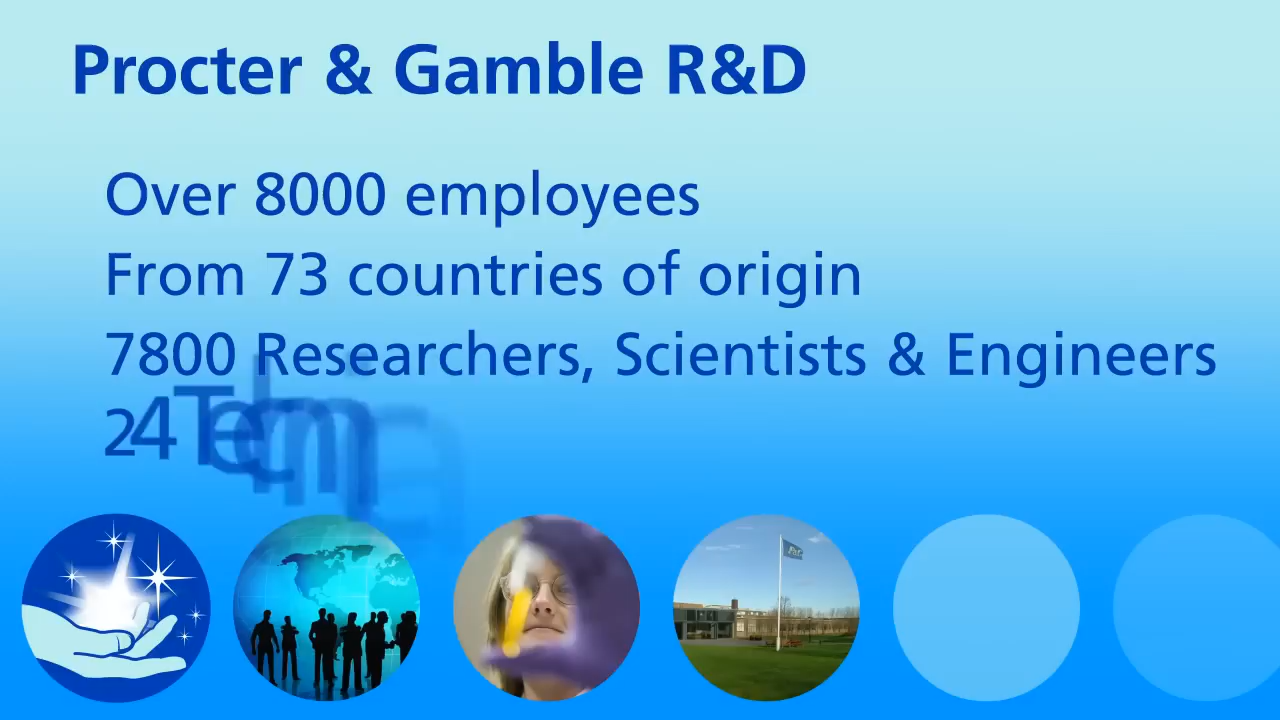 Procter & Gamble R&D
Over 8000 employees
From 73 countries of origin
7800 Researchers, Scientists & Engineers
24